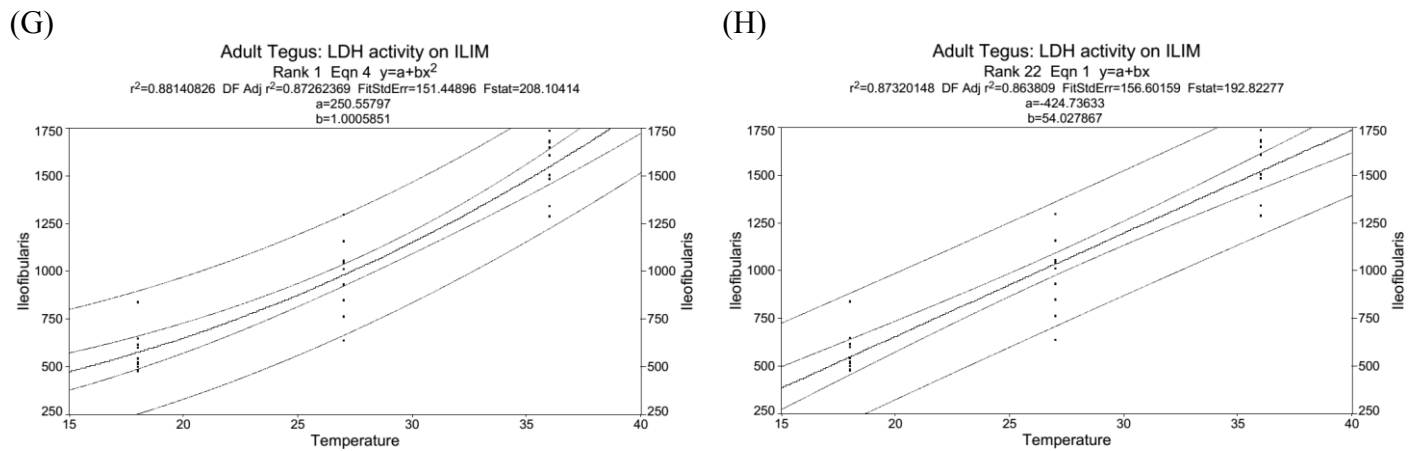 (G)
Adult Tegus: LDH activity on ILIM
Rank 1 Eqn 4 y=a+bx²
r²=0.88140826 DF Adj r²=0.87262369 FitStdErr=151.44896 Fstat=208.10414
a=250.55797
b=1.0005851
1750
1500
1250
1000
750
500
250
Ileofibularis
1750
1500
1250
1000
750
500
250
Ileofibularis
15 20 25 30 35 40
Temperature
(H)
Adult Tegus: LDH activity on ILIM
Rank 22 Eqn 1 y=a+bx
r²=0.87320148 DF Adj r²=0.863809 FitStdErr=156.60159 Fstat=192.82277
a=-424.73633
b=54.027867
1750
1500
1250
1000
750
500
250
Ileofibularis
1750
1500
1250
1000
750
500
250
Ileofibularis
15 20 25 30 35 40
Temperature